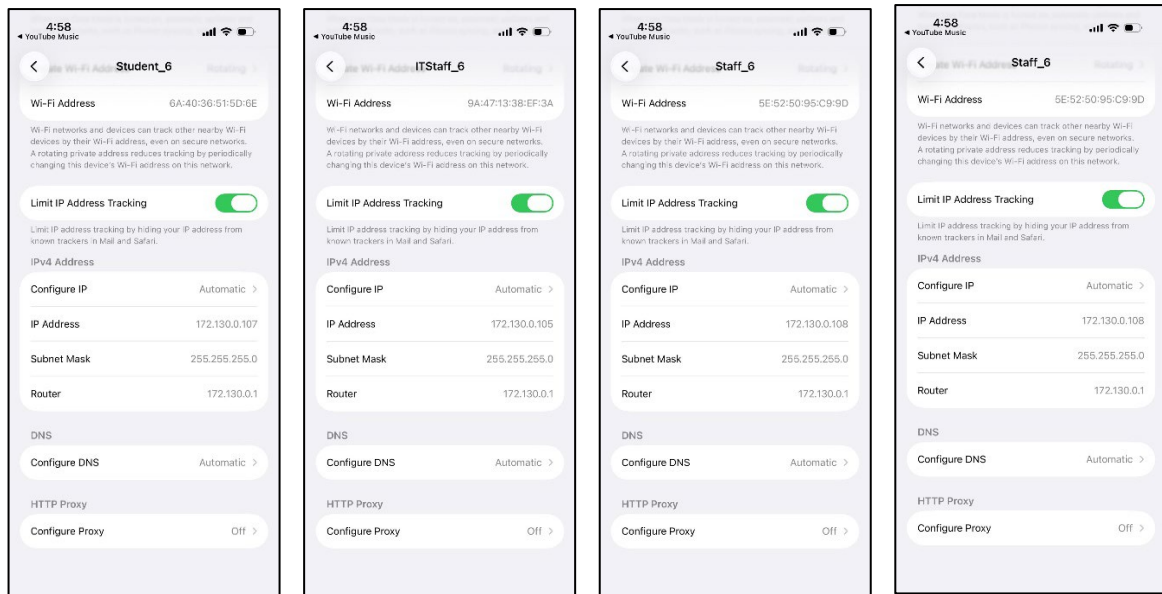 4:58
YouTube Music
Student_6
Rotating
Wi-Fi Address 6A:40:36:51:5D:6E
Wi-Fi networks and devices can track other nearby Wi-Fi
devices by their Wi-Fi address, even on secure networks.
A rotating private address reduces tracking by periodically
changing this device's Wi-Fi address on this network.
Limit IP Address Tracking
Limit IP address tracking by hiding your IP address from
known trackers in Mail and Safari.
IPv4 Address
Configure IP Automatic
IP Address 172.130.0.107
Subnet Mask 255.255.255.0
Router 172.130.0.1
DNS
Configure DNS Automatic
HTTP Proxy
Configure Proxy Off
4:58
YouTube Music
ITStaff_6
Rotating
Wi-Fi Address 9A:47:13:38:EF:3A
Wi-Fi networks and devices can track other nearby Wi-Fi
devices by their Wi-Fi address, even on secure networks.
A rotating private address reduces tracking by periodically
changing this device's Wi-Fi address on this network.
Limit IP Address Tracking
Limit IP address tracking by hiding your IP address from
known trackers in Mail and Safari.
IPv4 Address
Configure IP Automatic
IP Address 172.130.0.105
Subnet Mask 255.255.255.0
Router 172.130.0.1
DNS
Configure DNS Automatic
HTTP Proxy
Configure Proxy Off
4:58
YouTube Music
Staff_6
Rotating
Wi-Fi Address 5E:52:50:95:C9:9D
Wi-Fi networks and devices can track other nearby Wi-Fi
devices by their Wi-Fi address, even on secure networks.
A rotating private address reduces tracking by periodically
changing this device's Wi-Fi address on this network.
Limit IP Address Tracking
Limit IP address tracking by hiding your IP address from
known trackers in Mail and Safari.
IPv4 Address
Configure IP Automatic
IP Address 172.130.0.108
Subnet Mask 255.255.255.0
Router 172.130.0.1
DNS
Configure DNS Automatic
HTTP Proxy
Configure Proxy Off
4:58
YouTube Music
Staff_6
Rotating
Wi-Fi Address 5E:52:50:95:C9:9D
Wi-Fi networks and devices can track other nearby Wi-Fi
devices by their Wi-Fi address, even on secure networks.
A rotating private address reduces tracking by periodically
changing this device's Wi-Fi address on this network.
Limit IP Address Tracking
Limit IP address tracking by hiding your IP address from
known trackers in Mail and Safari.
IPv4 Address
Configure IP Automatic
IP Address 172.130.0.108
Subnet Mask 255.255.255.0
Router 172.130.0.1
DNS
Configure DNS Automatic
HTTP Proxy
Configure Proxy Off